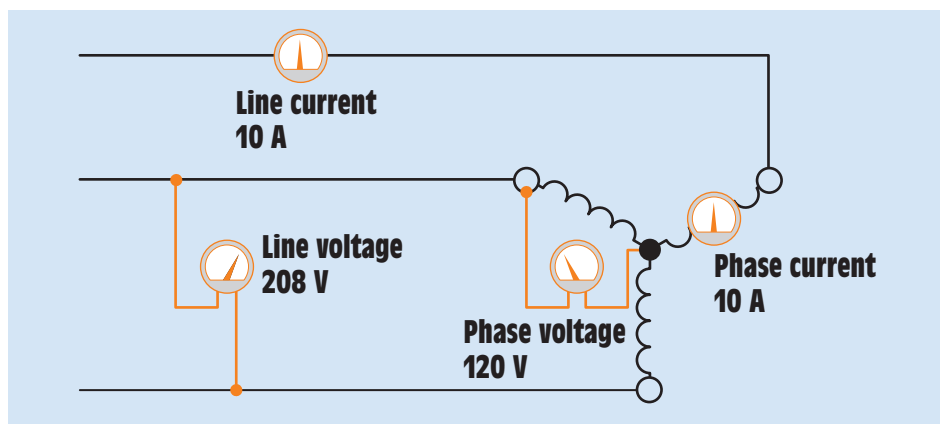 Line current
10 A
Line voltage
208 V
Phase current
10 A
Phase voltage
120 V